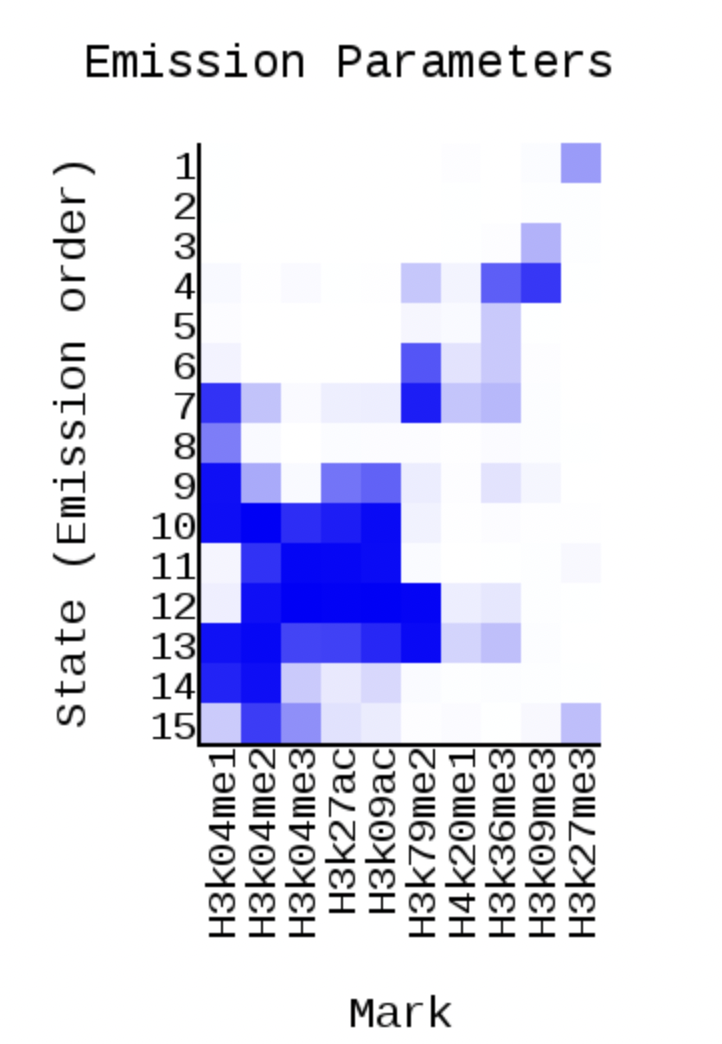 Emission Parameters
State (Emission order)
1
2
3
4
5
6
7
8
9
10
11
12
13
14
15
H3k04me1
H3k04me2
H3k04me3
H3k27ac
H3k09ac
H3k79me2
H4k20me1
H3k36me3
H3k09me3
H3k27me3
Mark